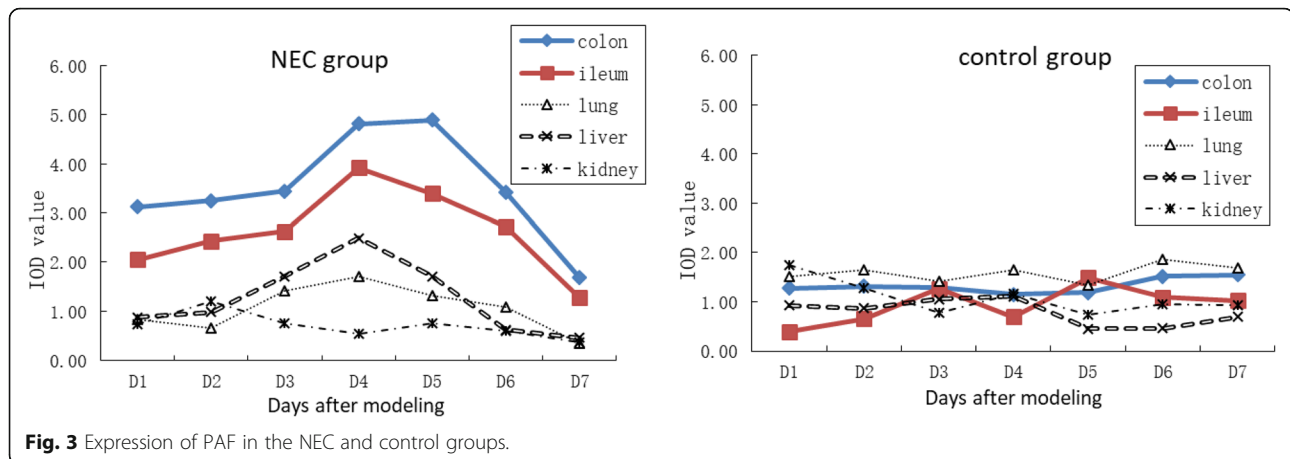 NEC group
colon
ileum
lung
liver
kidney
6.00
5.00
4.00
3.00
2.00
1.00
0.00
IOD value
D1 D2 D3 D4 D5 D6 D7
Days after modeling
control group
colon
ileum
lung
liver
kidney
6.00
5.00
4.00
3.00
2.00
1.00
0.00
IOD value
D1 D2 D3 D4 D5 D6 D7
Days after modeling
Fig. 3 Expression of PAF in the NEC and control groups.